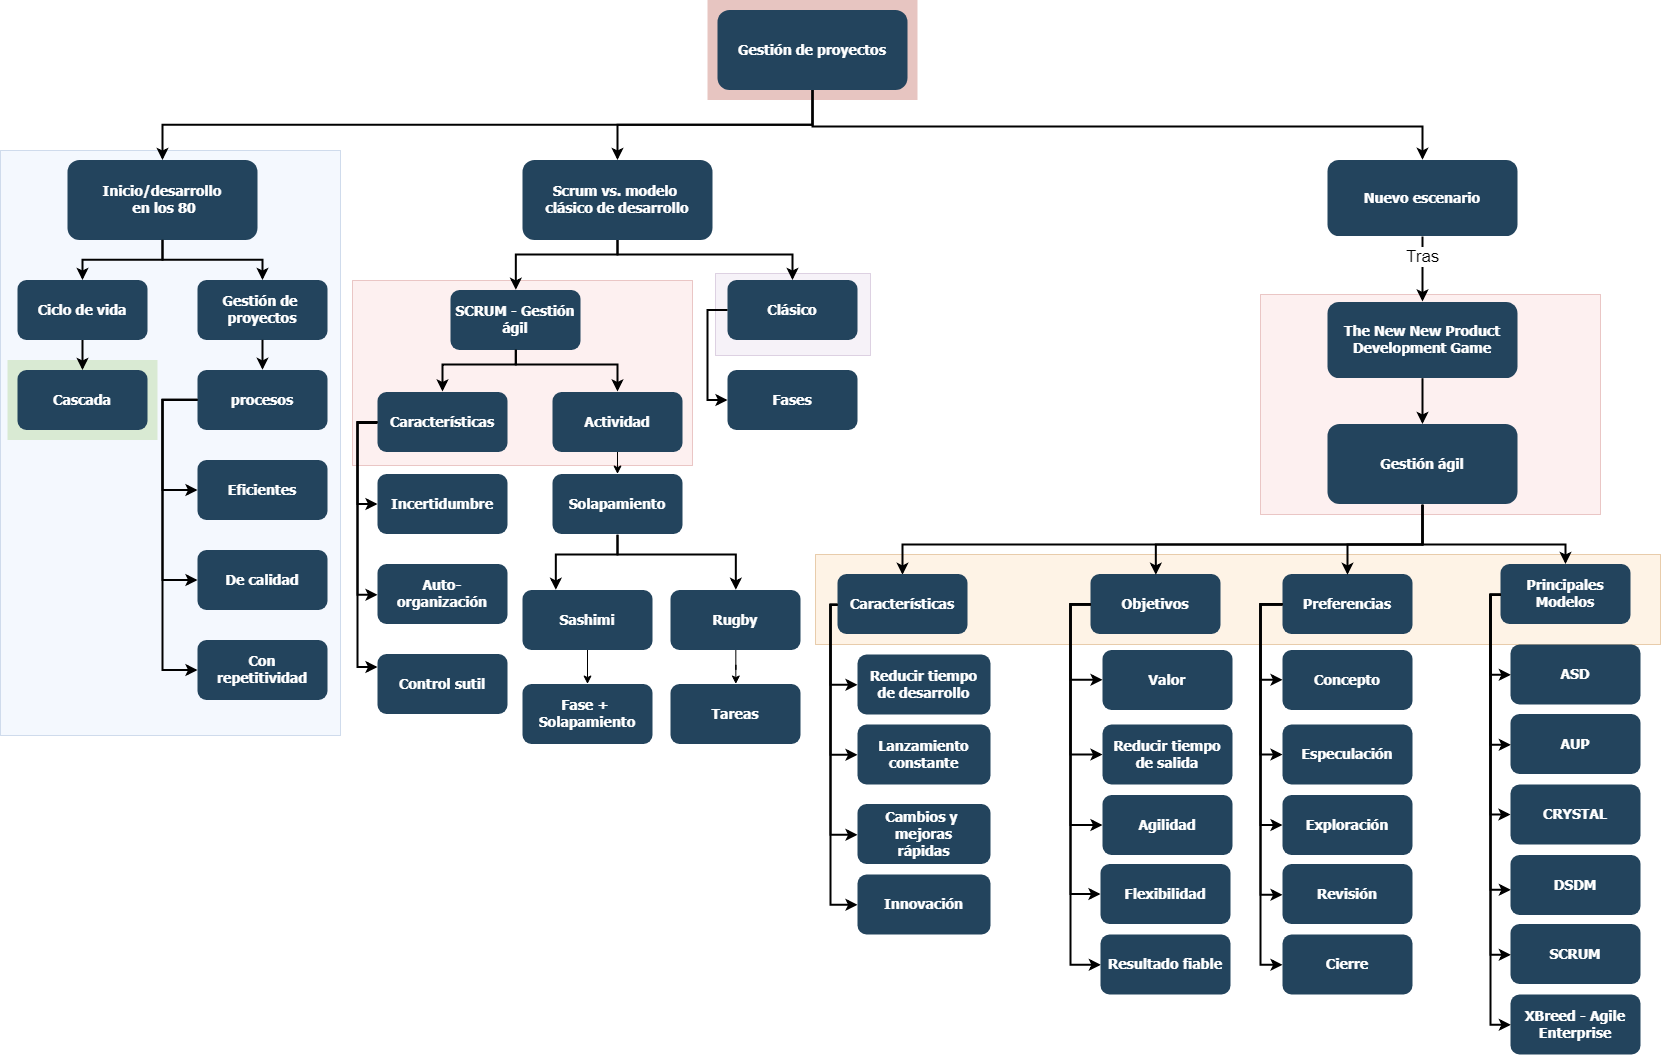 Gestión de proyectos
Inicio/desarrollo
en los 80
Scrum vs. modelo
clásico de desarrollo
Nuevo escenario
Tras
Ciclo de vida
Gestión de
proyectos
Cascada
procesos
Eficientes
De calidad
Con
repetitividad
SCRUM - Gestión
ágil
Clásico
Características
Actividad
Fases
Incertidumbre
Solapamiento
Auto-
organización
Control sutil
Sashimi
Rugby
Fase +
Solapamiento
Tareas
The New New Product
Development Game
Gestión ágil
Características
Objetivos
Preferencias
Principales
Modelos
Reducir tiempo
de desarrollo
Lanzamiento
constante
Cambios y
mejoras
rápidas
Innovación
Valor
Reducir tiempo
de salida
Agilidad
Flexibilidad
Resultado fiable
Concepto
Especulación
Exploración
Revisión
Cierre
ASD
AUP
CRYSTAL
DSDM
SCRUM
XBreed - Agile
Enterprise